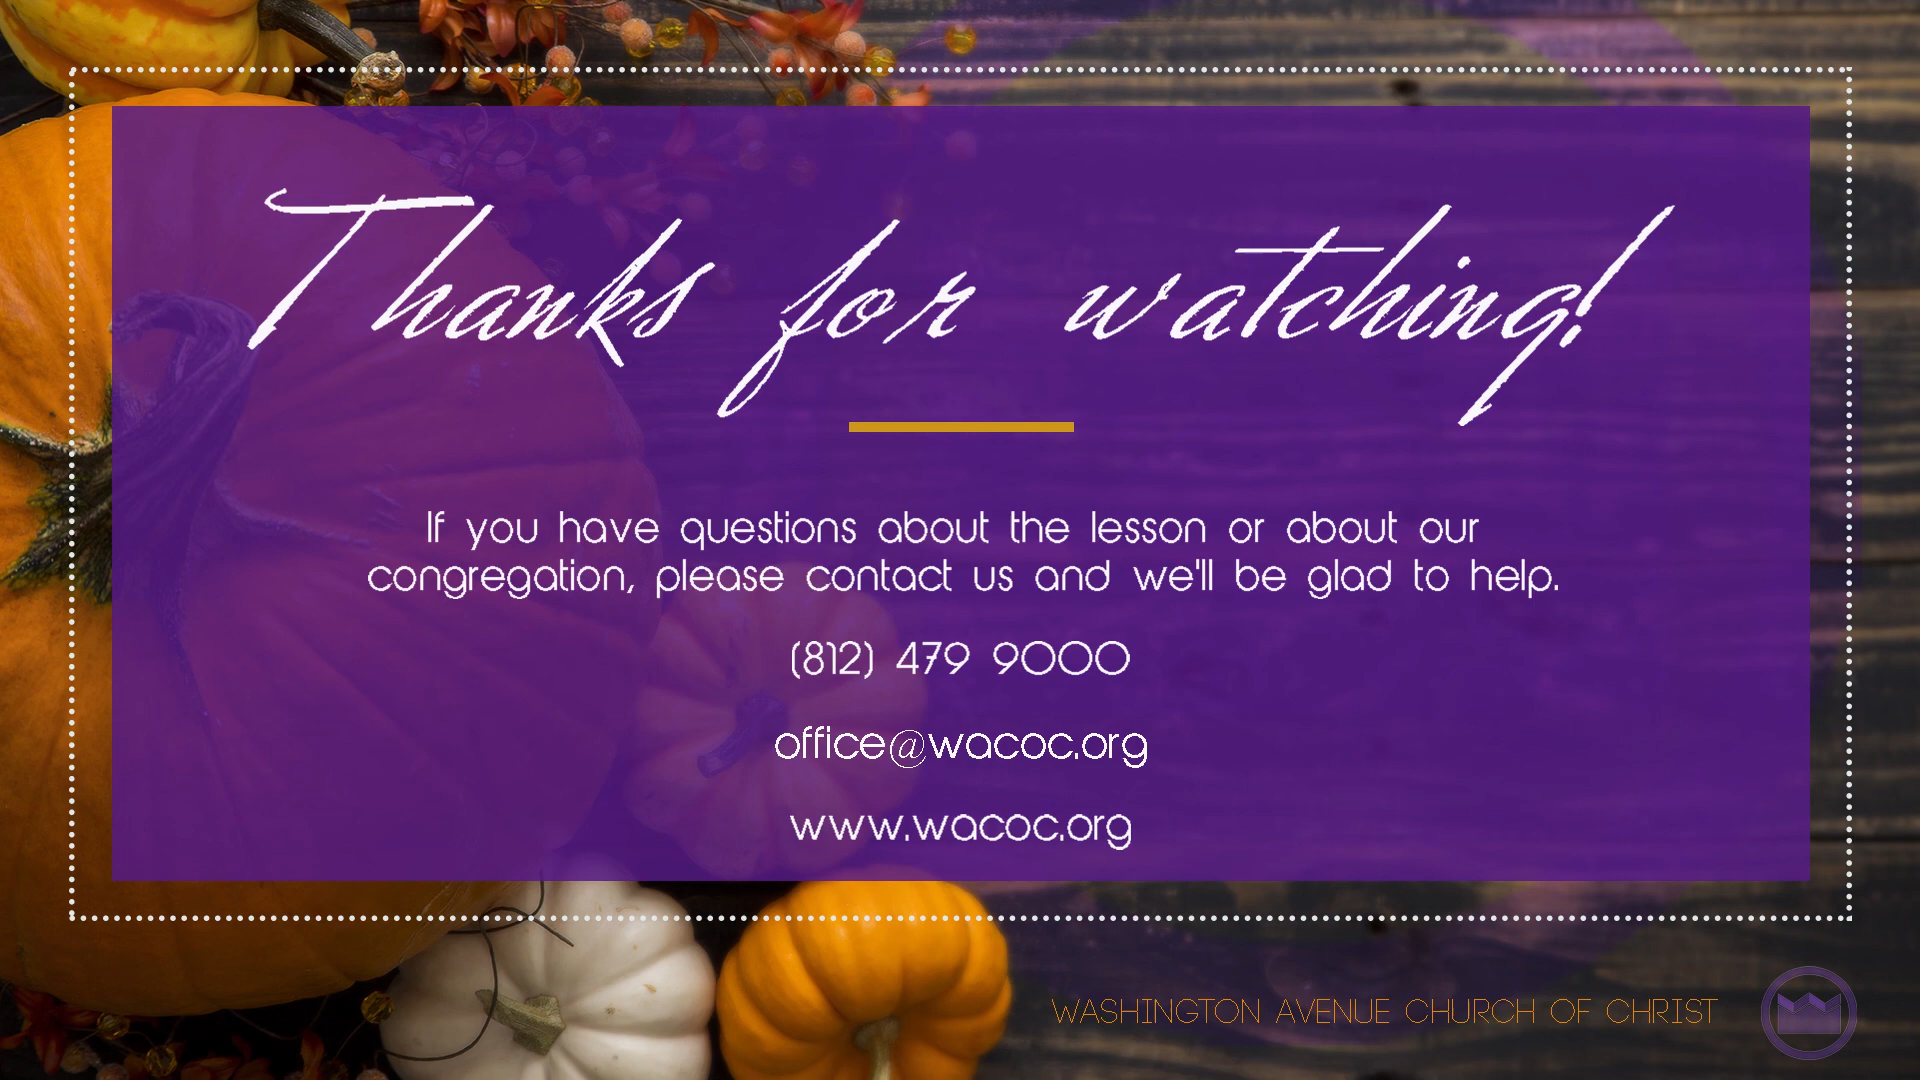 Thanks for watching!
If you have questions about the lesson or about our
congregation, please contact us and we'll be glad to help.
(812) 479 9000
office@wacoc.org
www.wacoc.org
WASHINGTON AVENUE CHURCH OF CHRIST